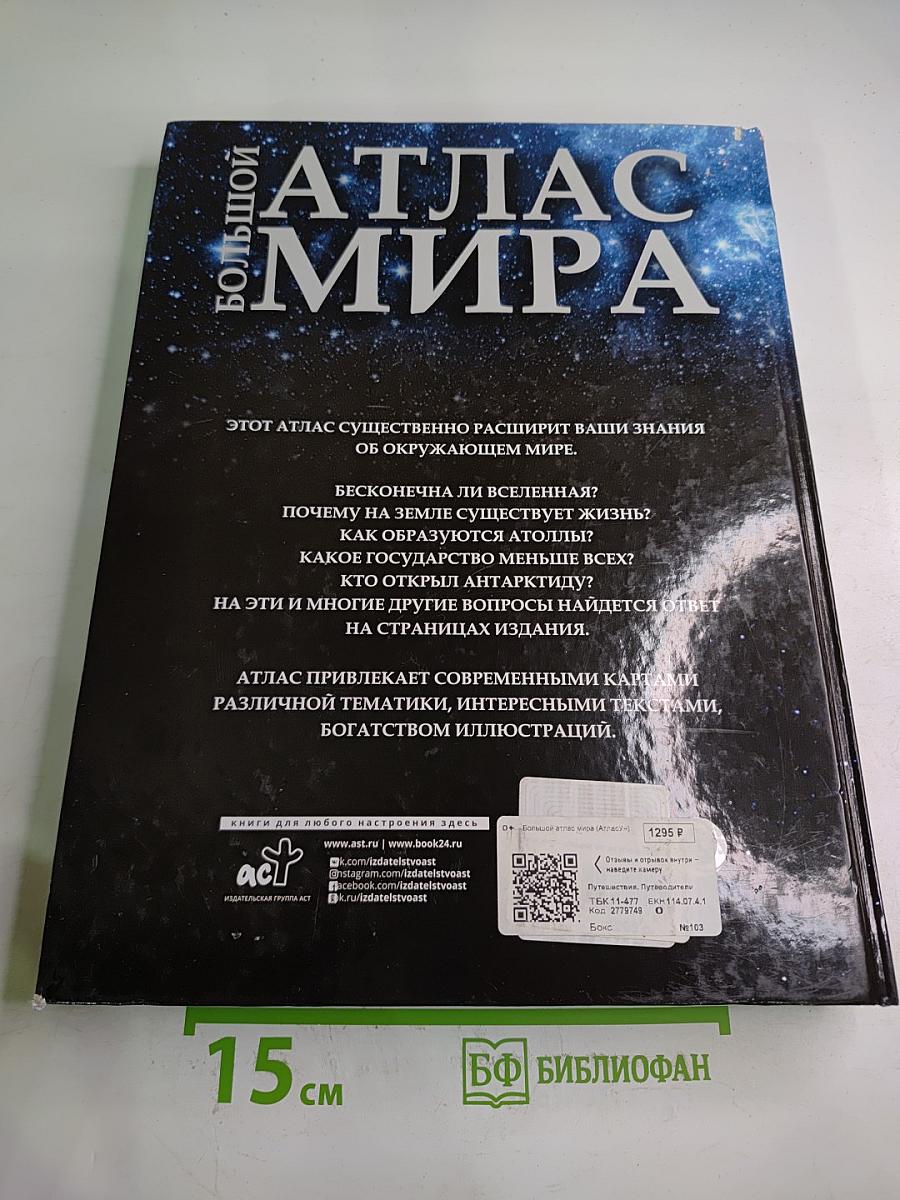 БОЛЬШОЙ
АТЛАС
МИРА
ЭТОТ АТЛАС СУЩЕСТВЕННО РАСШИРИТ ВАШИ ЗНАНИЯ
ОБ ОКРУЖАЮЩЕМ МИРЕ.
БЕСКОНЕЧНА ЛИ ВСЕЛЕННАЯ?
ПОЧЕМУ НА ЗЕМЛЕ СУЩЕСТВУЕТ ЖИЗНЬ?
КАК ОБРАЗУЮТСЯ АТОЛЛЫ?
КАКОЕ ГОСУДАРСТВО МЕНЬШЕ ВСЕХ?
КТО ОТКРЫЛ АНТАРКТИДУ?
НА ЭТИ И МНОГИЕ ДРУГИЕ ВОПРОСЫ НАЙДЕТСЯ ОТВЕТ
НА СТРАНИЦАХ ИЗДАНИЯ.
АТЛАС ПРИВЛЕКАЕТ СОВРЕМЕННЫМИ КАРТАМИ
РАЗЛИЧНОЙ ТЕМАТИКИ, ИНТЕРЕСНЫМИ ТЕКСТАМИ,
БОГАТСТВОМ ИЛЛЮСТРАЦИЙ.
книги для любого настроения здесь
www.ast.ru | www.book24.ru
vk.com/izdatelstvoast
instagram.com/izdatelstvoast
facebook.com/izdatelstvoast
ok.ru/izdatelstvoast
аст
ИЗДАТЕЛЬСКАЯ ГРУППА АСТ
0+ Большой атлас мира (АтласУн)
1295 ₽
Отзывы и отрывок внутри –
наведите камеру
Путешествия. Путеводители
ТБК 11-477 ЕКН 114.07.4.1
Код 2779749 0
Бокс №103
15 см
БФ БИБЛИОФАН